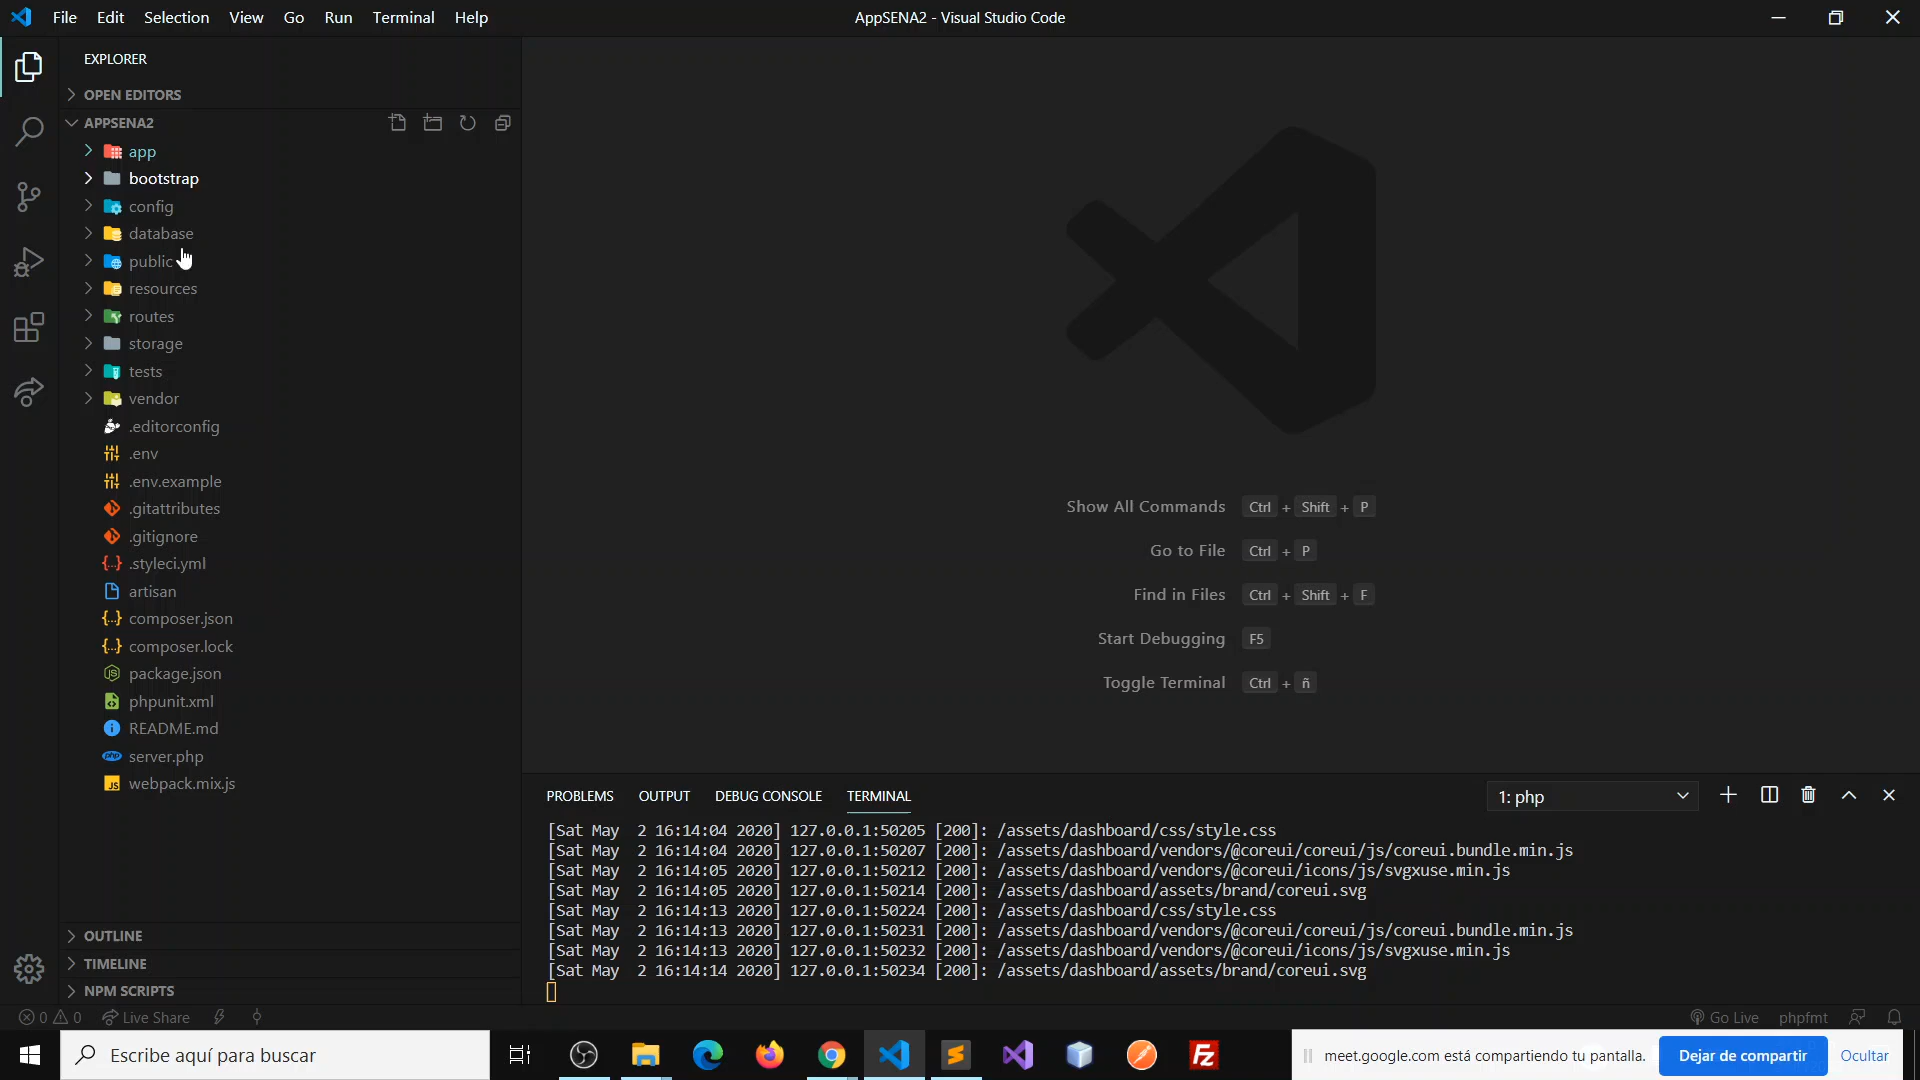 File Edit Selection View Go Run Terminal Help
AppSENA2 - Visual Studio Code
EXPLORER
OPEN EDITORS
APPSENA2
app
bootstrap
config
database
public
resources
routes
storage
tests
vendor
.editorconfig
.env
.env.example
.gitattributes
.gitignore
.styleci.yml
artisan
composer.json
composer.lock
package.json
phpunit.xml
README.md
server.php
webpack.mix.js
OUTLINE
TIMELINE
NPM SCRIPTS
Show All Commands Ctrl + Shift + P
Go to File Ctrl + P
Find in Files Ctrl + Shift + F
Start Debugging F5
Toggle Terminal Ctrl + ñ
PROBLEMS OUTPUT DEBUG CONSOLE TERMINAL 1: php
[Sat May  2 16:14:04 2020] 127.0.0.1:50205 [200]: /assets/dashboard/css/style.css
[Sat May  2 16:14:04 2020] 127.0.0.1:50207 [200]: /assets/dashboard/vendors/@coreui/coreui/js/coreui.bundle.min.js
[Sat May  2 16:14:05 2020] 127.0.0.1:50212 [200]: /assets/dashboard/vendors/@coreui/icons/js/svgxuse.min.js
[Sat May  2 16:14:05 2020] 127.0.0.1:50214 [200]: /assets/dashboard/assets/brand/coreui.svg
[Sat May  2 16:14:13 2020] 127.0.0.1:50224 [200]: /assets/dashboard/css/style.css
[Sat May  2 16:14:13 2020] 127.0.0.1:50231 [200]: /assets/dashboard/vendors/@coreui/coreui/js/coreui.bundle.min.js
[Sat May  2 16:14:13 2020] 127.0.0.1:50232 [200]: /assets/dashboard/vendors/@coreui/icons/js/svgxuse.min.js
[Sat May  2 16:14:14 2020] 127.0.0.1:50234 [200]: /assets/dashboard/assets/brand/coreui.svg
0 0 Live Share Go Live phpfmt
Escribe aquí para buscar
meet.google.com está compartiendo tu pantalla. Dejar de compartir Ocultar